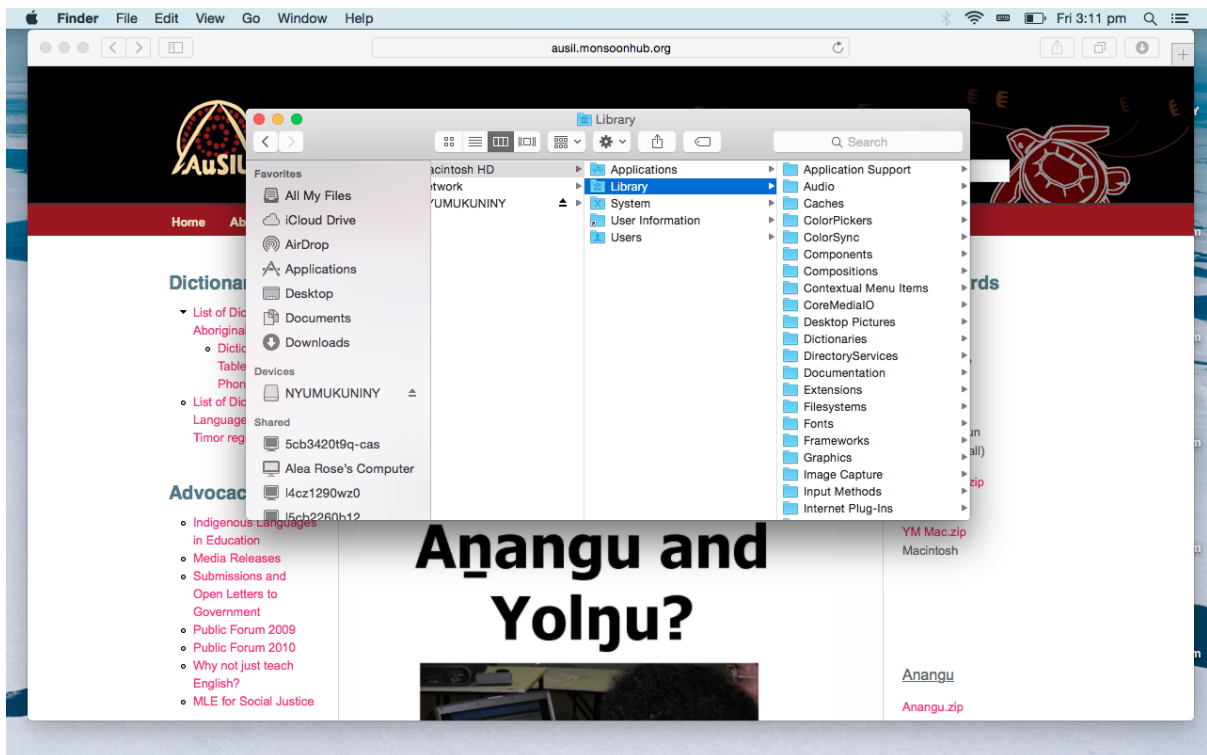 Finder File Edit View Go Window Help
Fri 3:11 pm
ausil.monsoonhub.org
AuSIL
Library
Search
Favorites
All My Files
iCloud Drive
AirDrop
Applications
Desktop
Documents
Downloads
Devices
NYUMUKUNINY
Shared
5cb3420t9q-cas
Alea Rose's Computer
l4cz1290wz0
l5cb2260h12
acintosh HD
etwork
YUMUKUNINY
Applications
Library
System
User Information
Users
Application Support
Audio
Caches
ColorPickers
ColorSync
Components
Compositions
Contextual Menu Items
CoreMediaIO
Desktop Pictures
Dictionaries
DirectoryServices
Documentation
Extensions
Filesystems
Fonts
Frameworks
Graphics
Image Capture
Input Methods
Internet Plug-Ins
Home Ab
Dictiona
List of Dic
Aboriginal
Dictio
Table
Phon
List of Dic
Language
Timor reg
Advocac
Indigenous Languages
in Education
Media Releases
Submissions and
Open Letters to
Government
Public Forum 2009
Public Forum 2010
Why not just teach
English?
MLE for Social Justice
Aṉangu and
Yolŋu?
rds
un
all)
zip
YM Mac.zip
Macintosh
Anangu
Anangu.zip